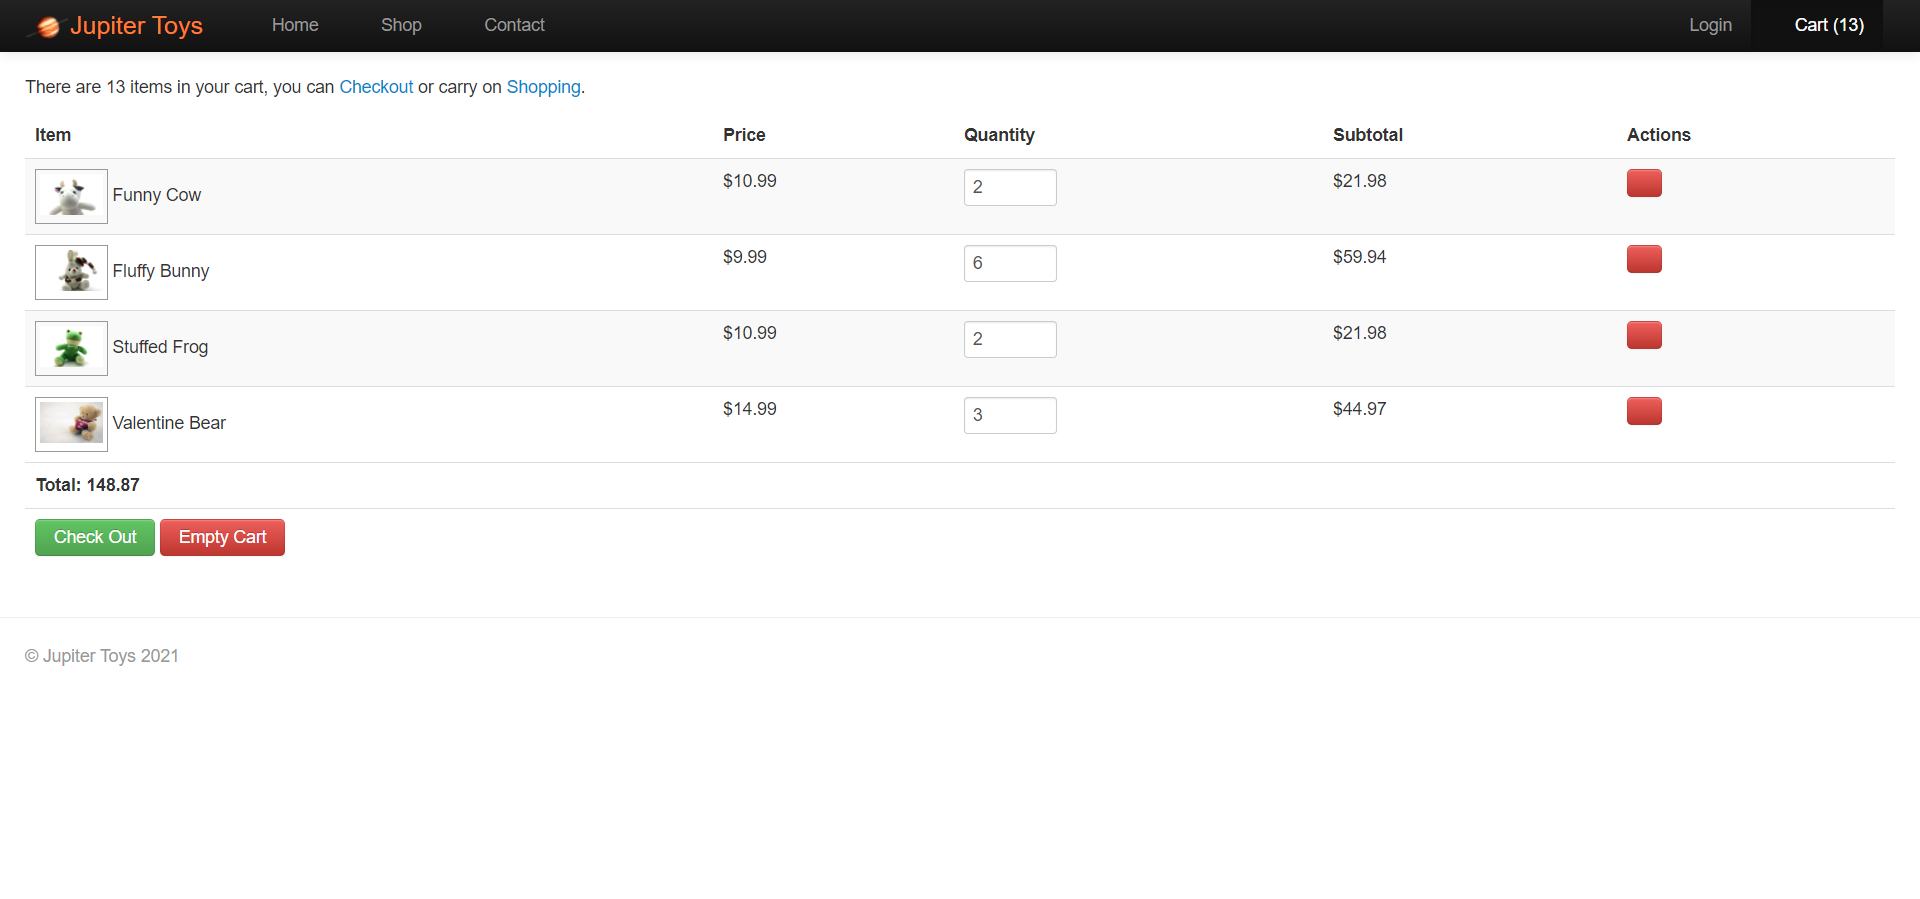 Jupiter Toys Home Shop Contact Login Cart (13)
There are 13 items in your cart, you can Checkout or carry on Shopping.
Item Price Quantity Subtotal Actions
Funny Cow $10.99 2 $21.98
Fluffy Bunny $9.99 6 $59.94
Stuffed Frog $10.99 2 $21.98
Valentine Bear $14.99 3 $44.97
Total: 148.87
Check Out Empty Cart
© Jupiter Toys 2021